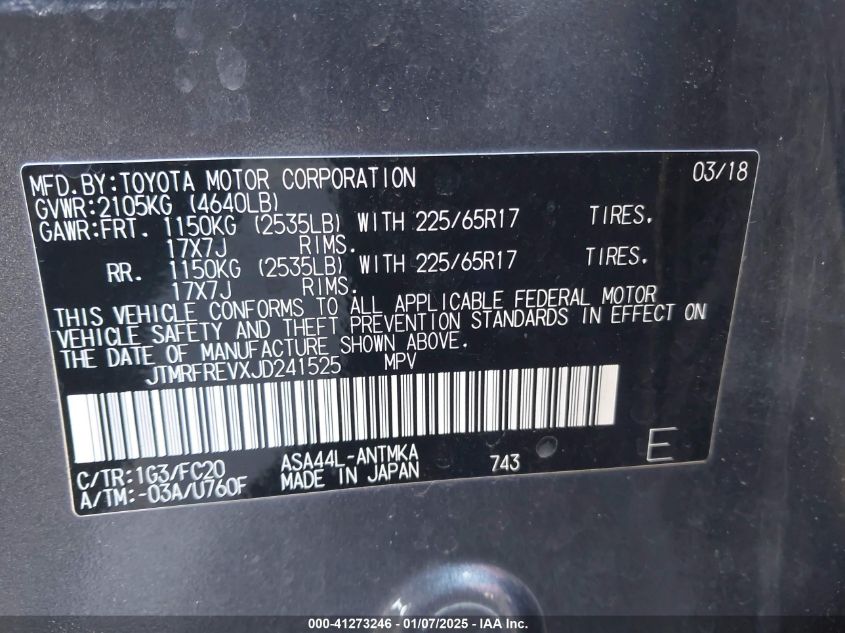 MFD.BY:TOYOTA MOTOR CORPORATION 03/18
GVWR:2105KG (4640LB)
GAWR:FRT. 1150KG (2535LB) WITH 225/65R17 TIRES.
17X7J RIMS.
RR. 1150KG (2535LB) WITH 225/65R17 TIRES.
17X7J RIMS.
THIS VEHICLE CONFORMS TO ALL APPLICABLE FEDERAL MOTOR
VEHICLE SAFETY AND THEFT PREVENTION STANDARDS IN EFFECT ON
THE DATE OF MANUFACTURE SHOWN ABOVE.
JTMRFREVXJD241525 MPV
C/TR:1G3/FC20 ASA44L-ANTMKA 743 E
A/TM:-03A/U760F MADE IN JAPAN
000-41273246 - 01/07/2025 - IAA Inc.